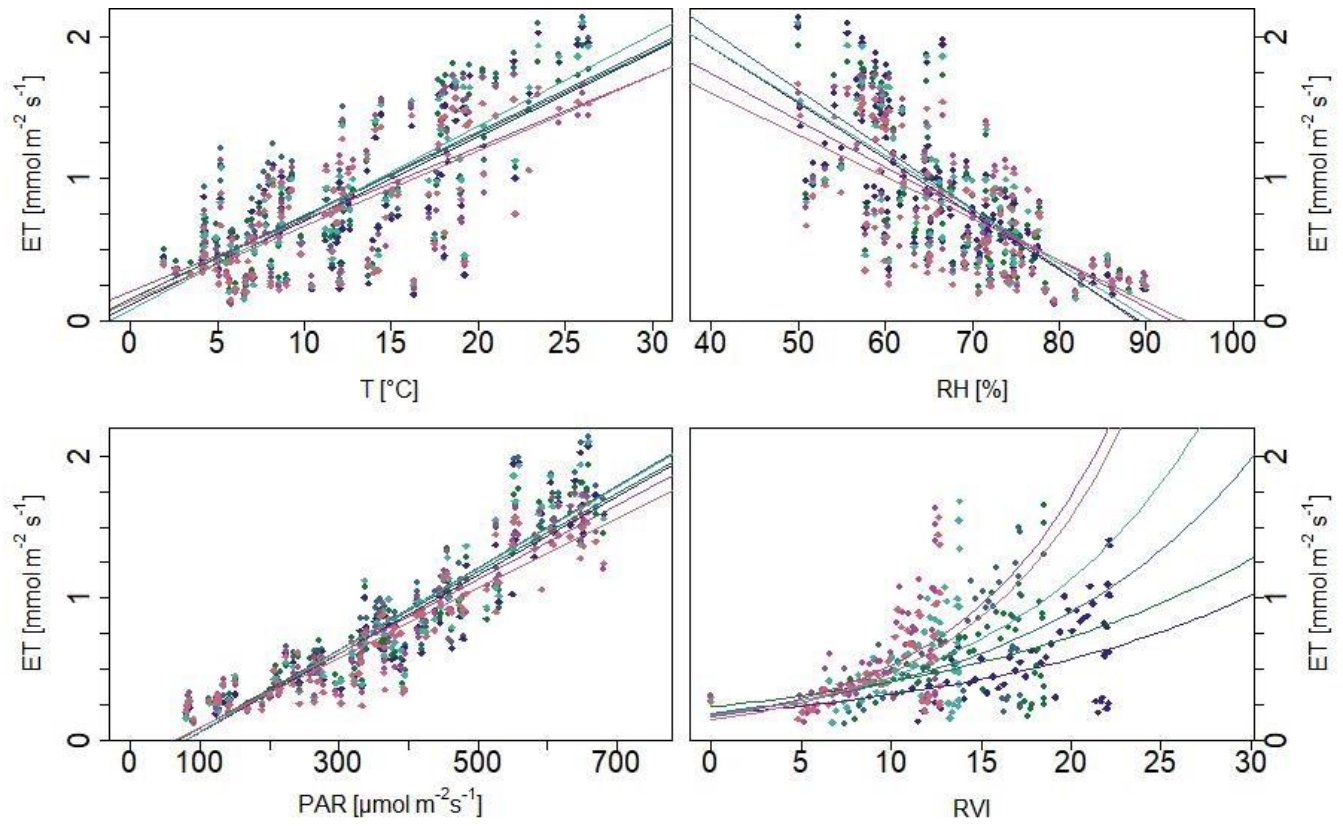 ET [mmol m⁻² s⁻¹]
2
1
0
0 5 10 15 20 25 30
T [°C]
2
1
0
ET [mmol m⁻² s⁻¹]
40 50 60 70 80 90 100
RH [%]
ET [mmol m⁻² s⁻¹]
2
1
0
0 100 300 500 700
PAR [µmol m⁻²s⁻¹]
2
1
0
ET [mmol m⁻² s⁻¹]
0 5 10 15 20 25 30
RVI